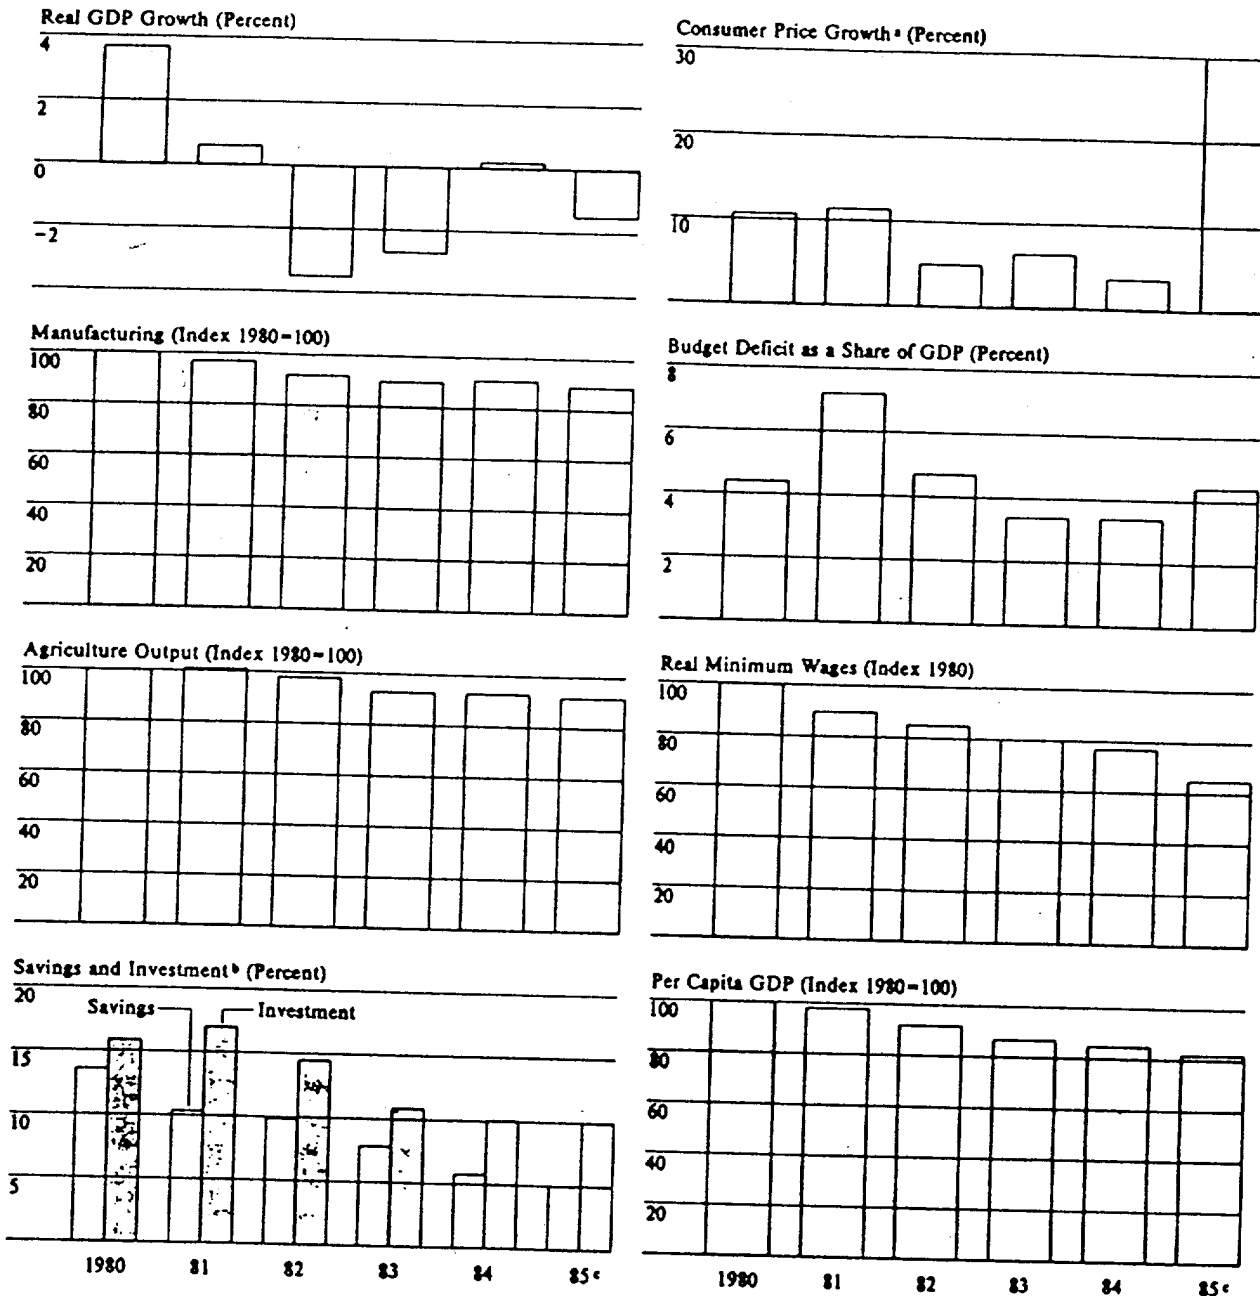 Real GDP Growth (Percent)
4
2
0
-2
Consumer Price Growth ᵃ (Percent)
30
20
10
Manufacturing (Index 1980=100)
100
80
60
40
20
Budget Deficit as a Share of GDP (Percent)
8
6
4
2
Agriculture Output (Index 1980=100)
100
80
60
40
20
Real Minimum Wages (Index 1980)
100
80
60
40
20
Savings and Investment ᵇ (Percent)
20
Savings
Investment
15
10
5
1980 81 82 83 84 85 ᶜ
Per Capita GDP (Index 1980=100)
100
80
60
40
20
1980 81 82 83 84 85 ᶜ